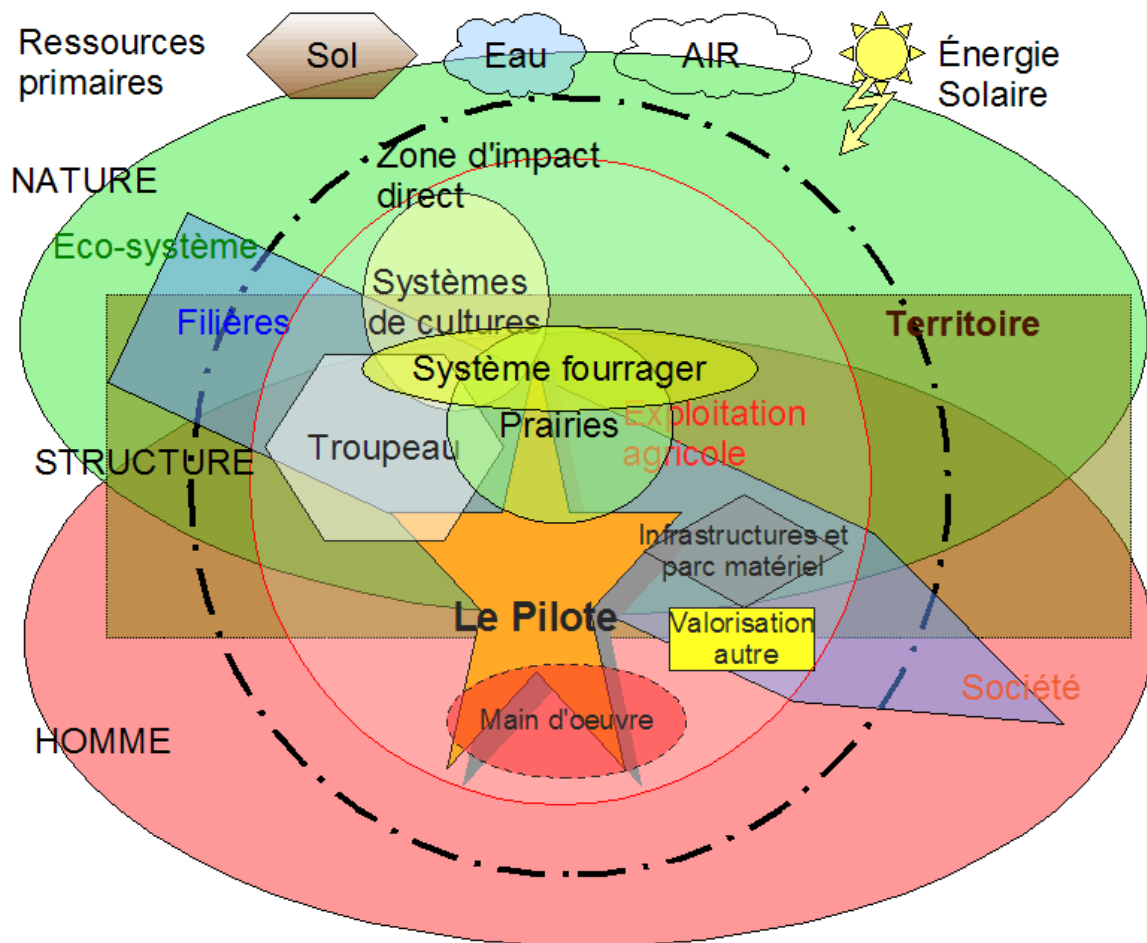 Ressources
primaires
Sol
Eau
AIR
Énergie
Solaire
Zone d'impact
direct
NATURE
Eco-système
Systèmes
de cultures
Filières
Territoire
Système fourrager
Prairies
Exploitation
agricole
Troupeau
STRUCTURE
Infrastructures et
parc matériel
Le Pilote
Valorisation
autre
Société
Main d'oeuvre
HOMME